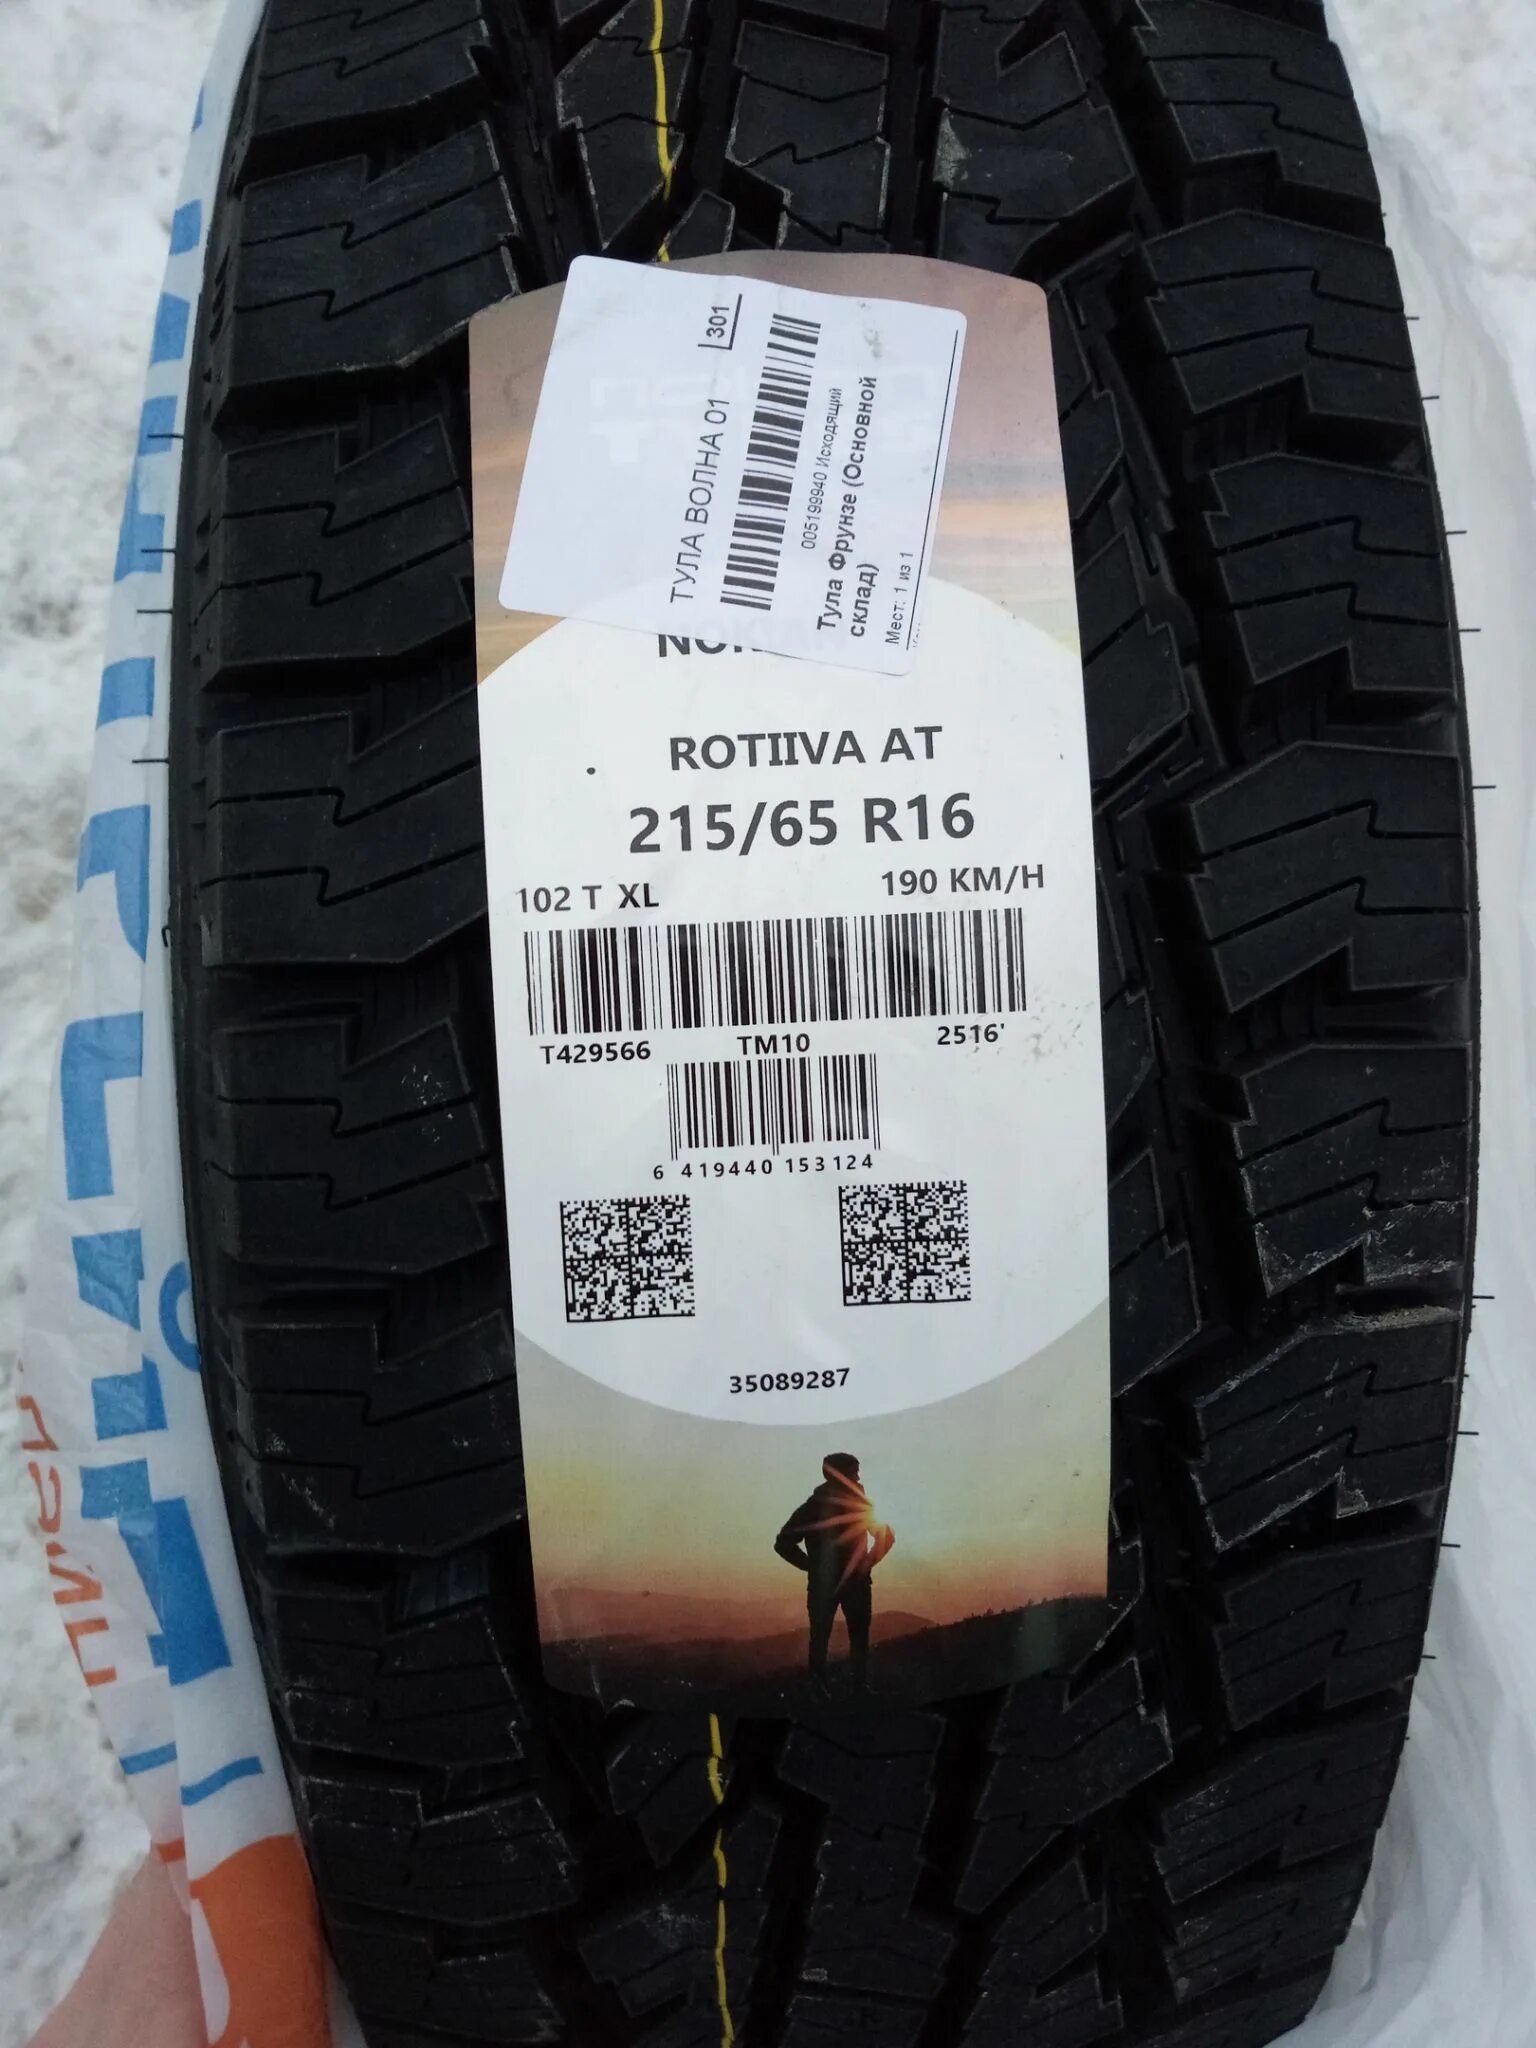 ТУЛА ВОЛНА 01 301
005199940 Исходящий
Тула Фрунзе (Основной
склад)
Мест: 1 из 1
ROTIIVA AT
215/65 R16
102 T XL 190 KM/H
T429566 TM10 2516'
6 419440 153124
35089287